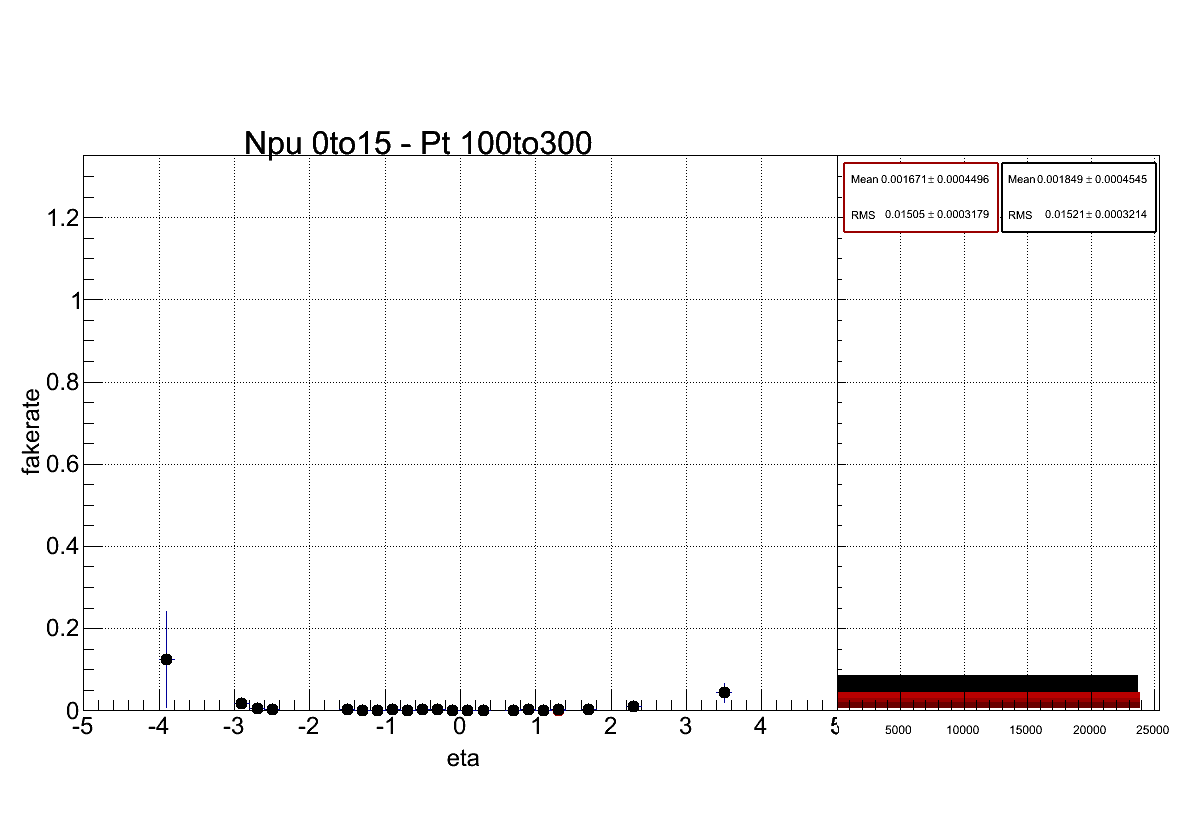 Npu 0to15 - Pt 100to300
Mean 0.001671 ± 0.0004496
RMS 0.01505 ± 0.0003179
Mean 0.001849 ± 0.0004545
RMS 0.01521 ± 0.0003214
fakerate
1.2
1
0.8
0.6
0.4
0.2
0
-5 -4 -3 -2 -1 0 1 2 3 4
5000 10000 15000 20000 25000
eta